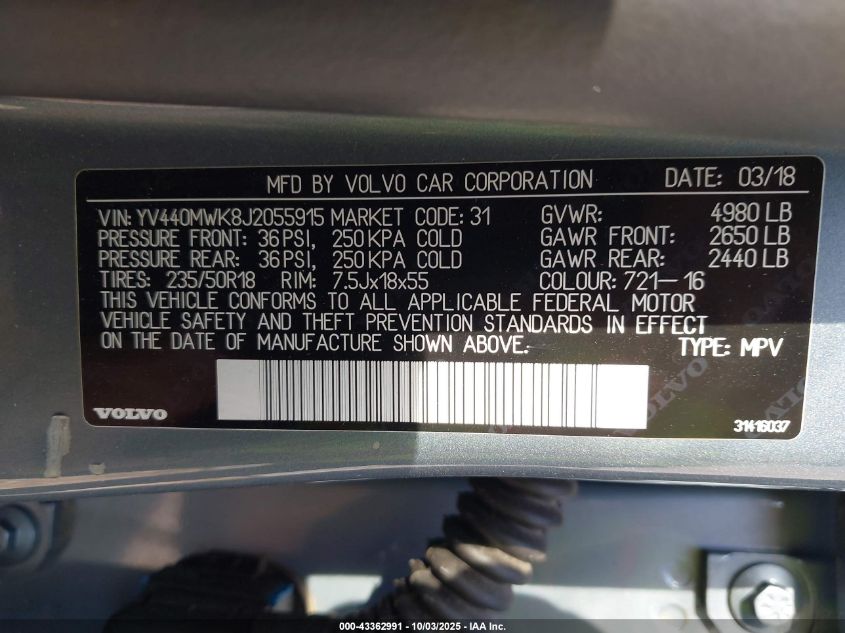 MFD BY VOLVO CAR CORPORATION DATE: 03/18
VIN: YV440MWK8J2055915 MARKET CODE: 31 GVWR: 4980 LB
PRESSURE FRONT: 36 PSI, 250 KPA COLD GAWR FRONT: 2650 LB
PRESSURE REAR: 36 PSI, 250 KPA COLD GAWR REAR: 2440 LB
TIRES: 235/50R18 RIM: 7.5Jx18x55 COLOUR: 721-16
THIS VEHICLE CONFORMS TO ALL APPLICABLE FEDERAL MOTOR
VEHICLE SAFETY AND THEFT PREVENTION STANDARDS IN EFFECT
ON THE DATE OF MANUFACTURE SHOWN ABOVE. TYPE: MPV
VOLVO
31416037
VOLVO
000-43362991 - 10/03/2025 - IAA Inc.